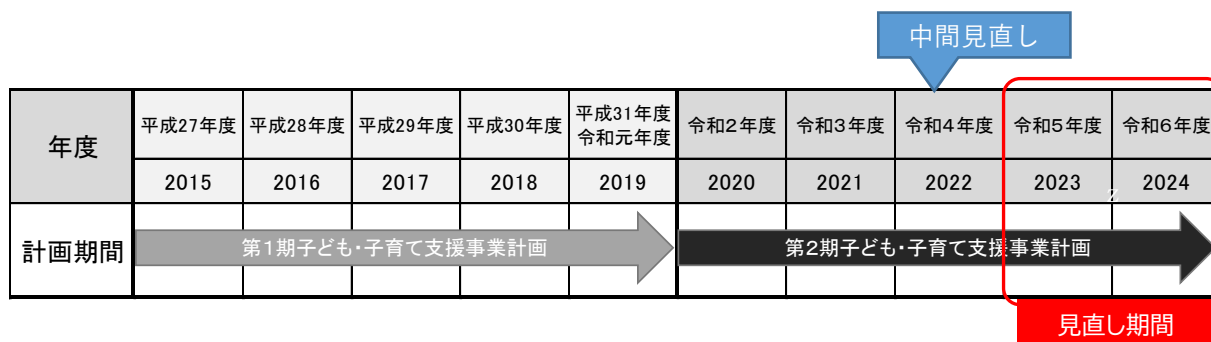 中間見直し
年度
平成27年度
平成28年度
平成29年度
平成30年度
平成31年度
令和元年度
令和2年度
令和3年度
令和4年度
令和5年度
令和6年度
2015
2016
2017
2018
2019
2020
2021
2022
2023
2024
z
計画期間
第1期子ども・子育て支援事業計画
第2期子ども・子育て支援事業計画
見直し期間